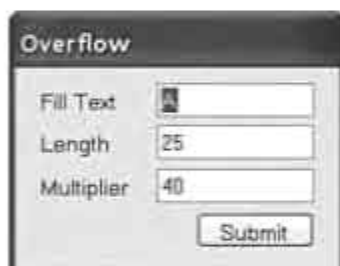 Overflow
Fill Text A
Length 25
Multiplier 40
Submit